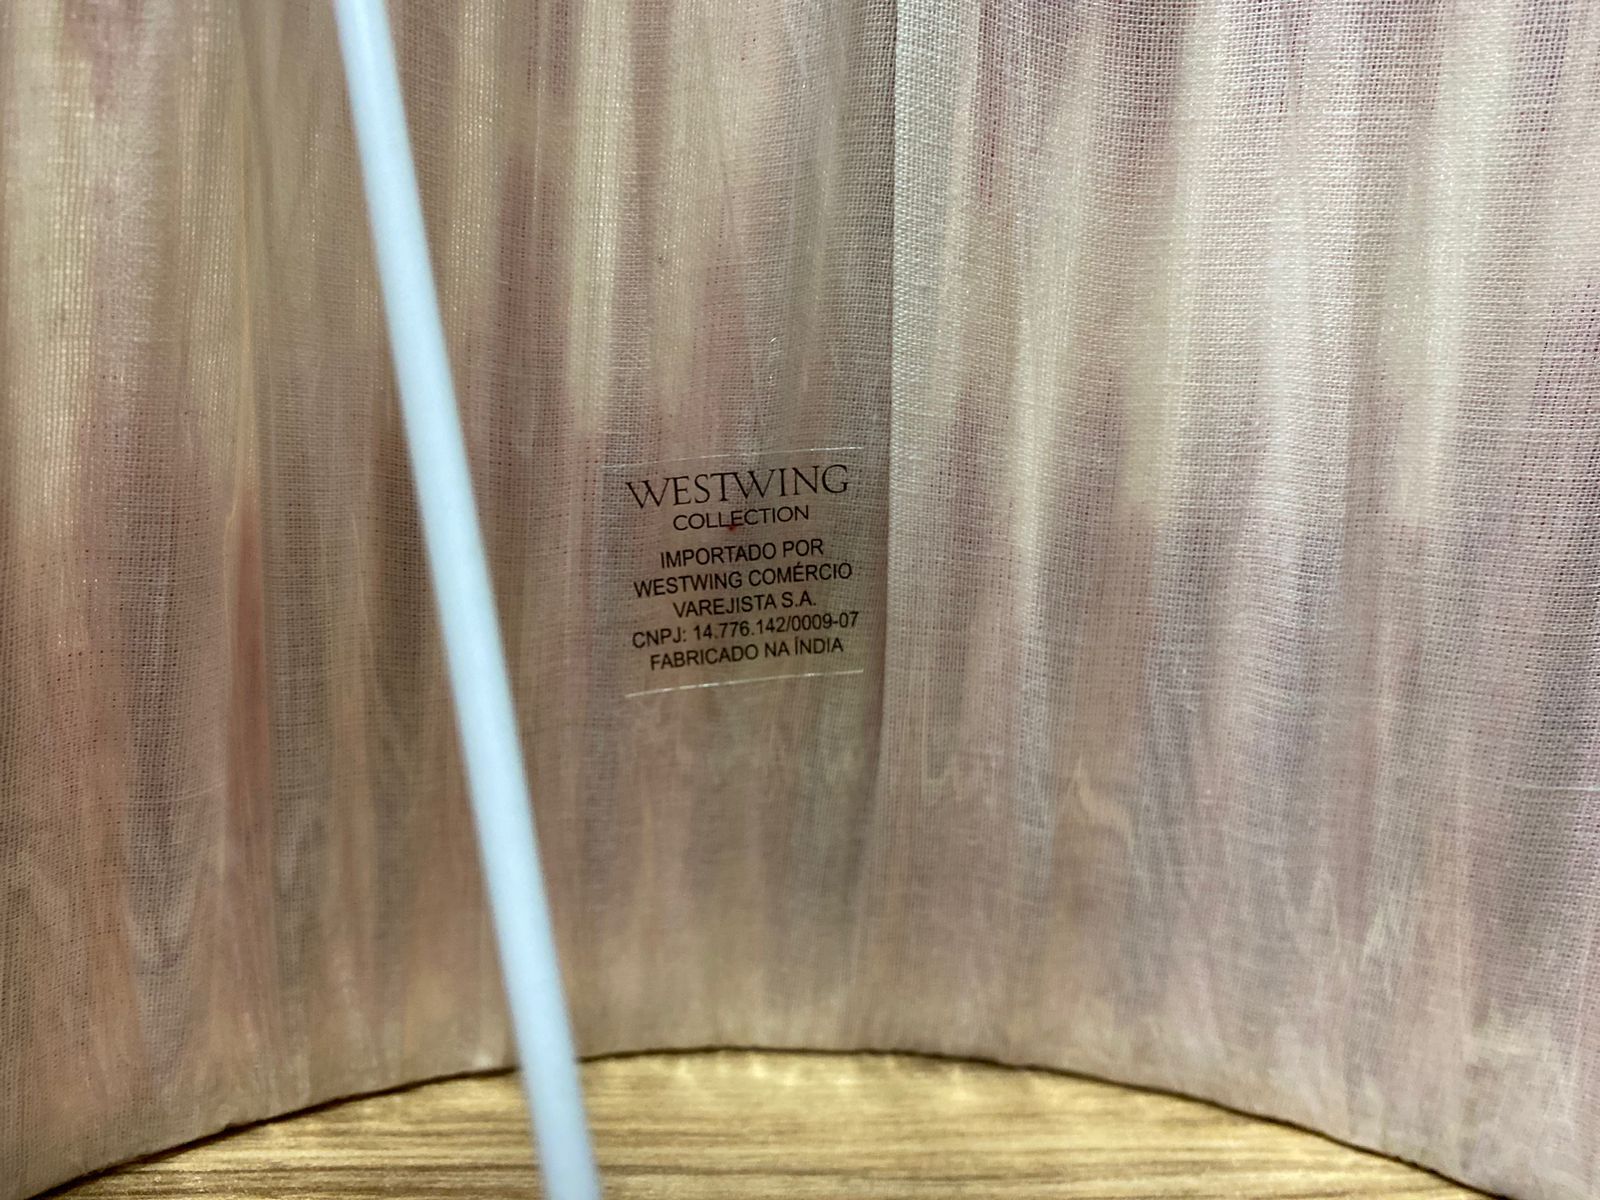 WESTWING
COLLECTION
IMPORTADO POR
WESTWING COMÉRCIO
VAREJISTA S.A.
CNPJ: 14.776.142/0009-07
FABRICADO NA ÍNDIA